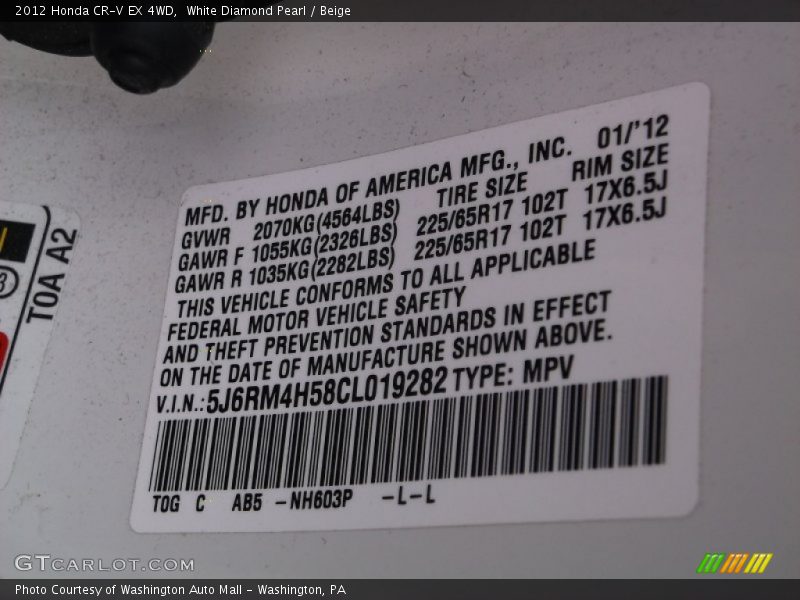 2012 Honda CR-V EX 4WD, White Diamond Pearl / Beige
MFD. BY HONDA OF AMERICA MFG., INC. 01/'12
GVWR 2070KG(4564LBS) TIRE SIZE RIM SIZE
GAWR F 1055KG(2326LBS) 225/65R17 102T 17X6.5J
GAWR R 1035KG(2282LBS) 225/65R17 102T 17X6.5J
THIS VEHICLE CONFORMS TO ALL APPLICABLE
FEDERAL MOTOR VEHICLE SAFETY
AND THEFT PREVENTION STANDARDS IN EFFECT
ON THE DATE OF MANUFACTURE SHOWN ABOVE.
V.I.N.:5J6RM4H58CL019282 TYPE: MPV
TOG C AB5 -NH603P -L-L
T0A A2
GTCARLOT.COM
Photo Courtesy of Washington Auto Mall - Washington, PA